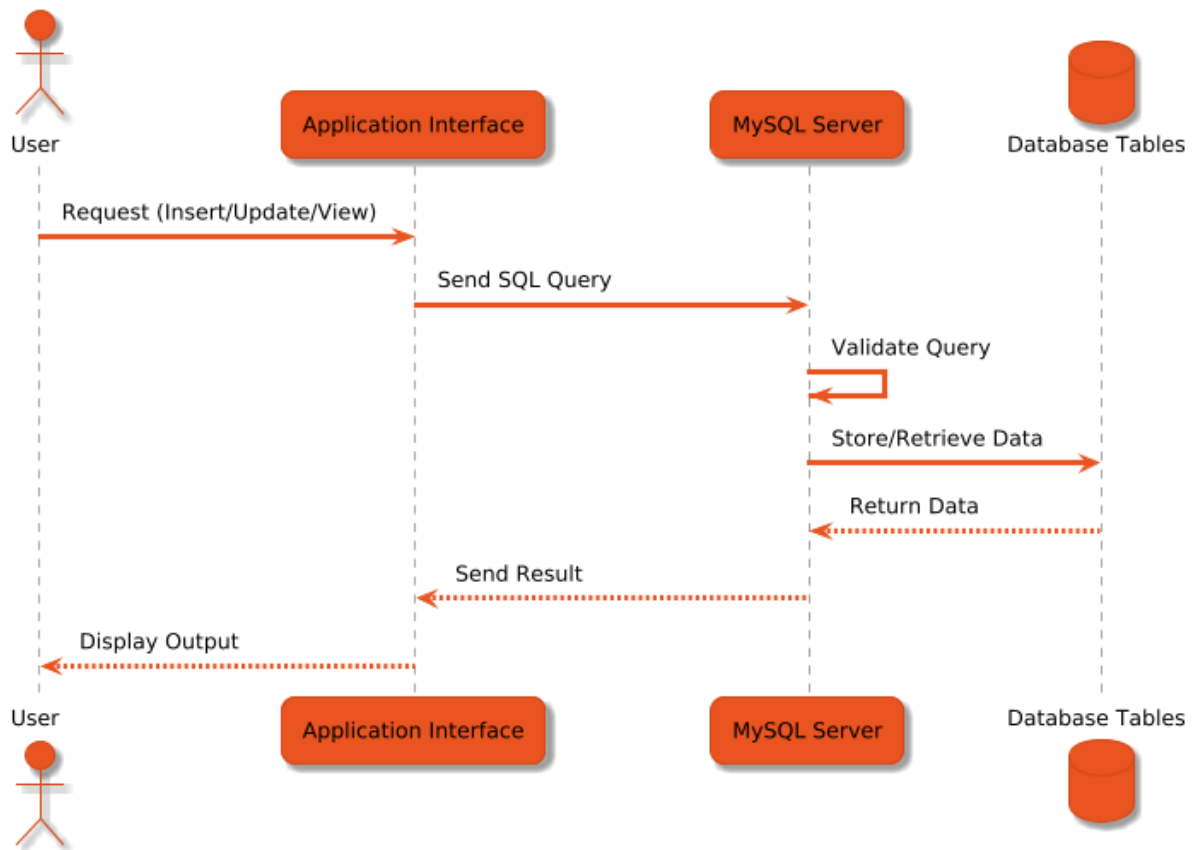 User
Application Interface
MySQL Server
Database Tables
Request (Insert/Update/View)
Send SQL Query
Validate Query
Store/Retrieve Data
Return Data
Send Result
Display Output
User
Application Interface
MySQL Server
Database Tables